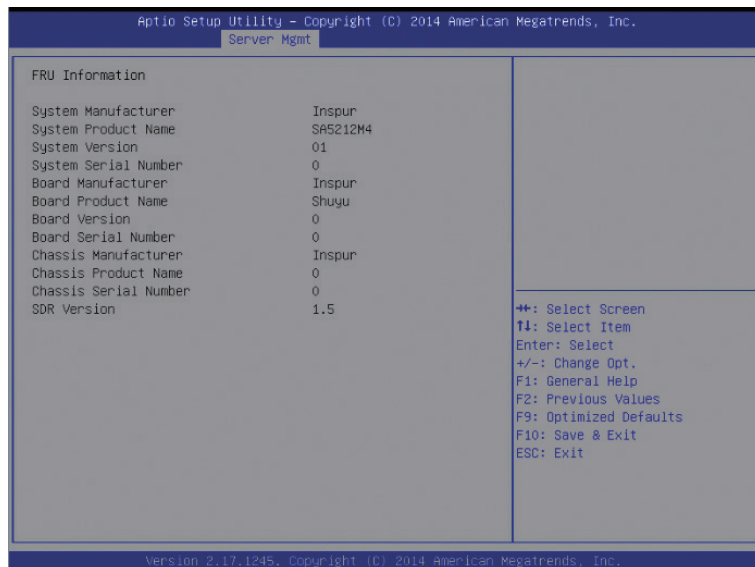 Aptio Setup Utility – Copyright (C) 2014 American Megatrends, Inc.
Server Mgmt
FRU Information
System Manufacturer Inspur
System Product Name SA5212M4
System Version 01
System Serial Number 0
Board Manufacturer Inspur
Board Product Name Shuyu
Board Version 0
Board Serial Number 0
Chassis Manufacturer Inspur
Chassis Product Name 0
Chassis Serial Number 0
SDR Version 1.5
→←: Select Screen
↑↓: Select Item
Enter: Select
+/-: Change Opt.
F1: General Help
F2: Previous Values
F9: Optimized Defaults
F10: Save & Exit
ESC: Exit
Version 2.17.1245. Copyright (C) 2014 American Megatrends, Inc.